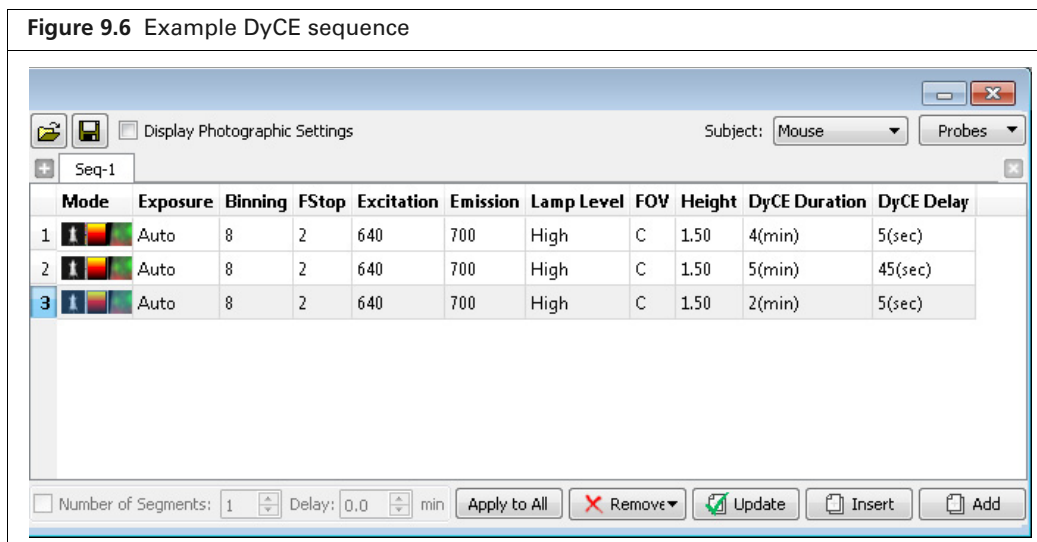 Figure 9.6 Example DyCE sequence
Display Photographic Settings Subject: Mouse Probes
Seq-1
Mode Exposure Binning FStop Excitation Emission Lamp Level FOV Height DyCE Duration DyCE Delay
1 Auto 8 2 640 700 High C 1.50 4(min) 5(sec)
2 Auto 8 2 640 700 High C 1.50 5(min) 45(sec)
3 Auto 8 2 640 700 High C 1.50 2(min) 5(sec)
Number of Segments: 1 Delay: 0.0 min Apply to All Remove Update Insert Add